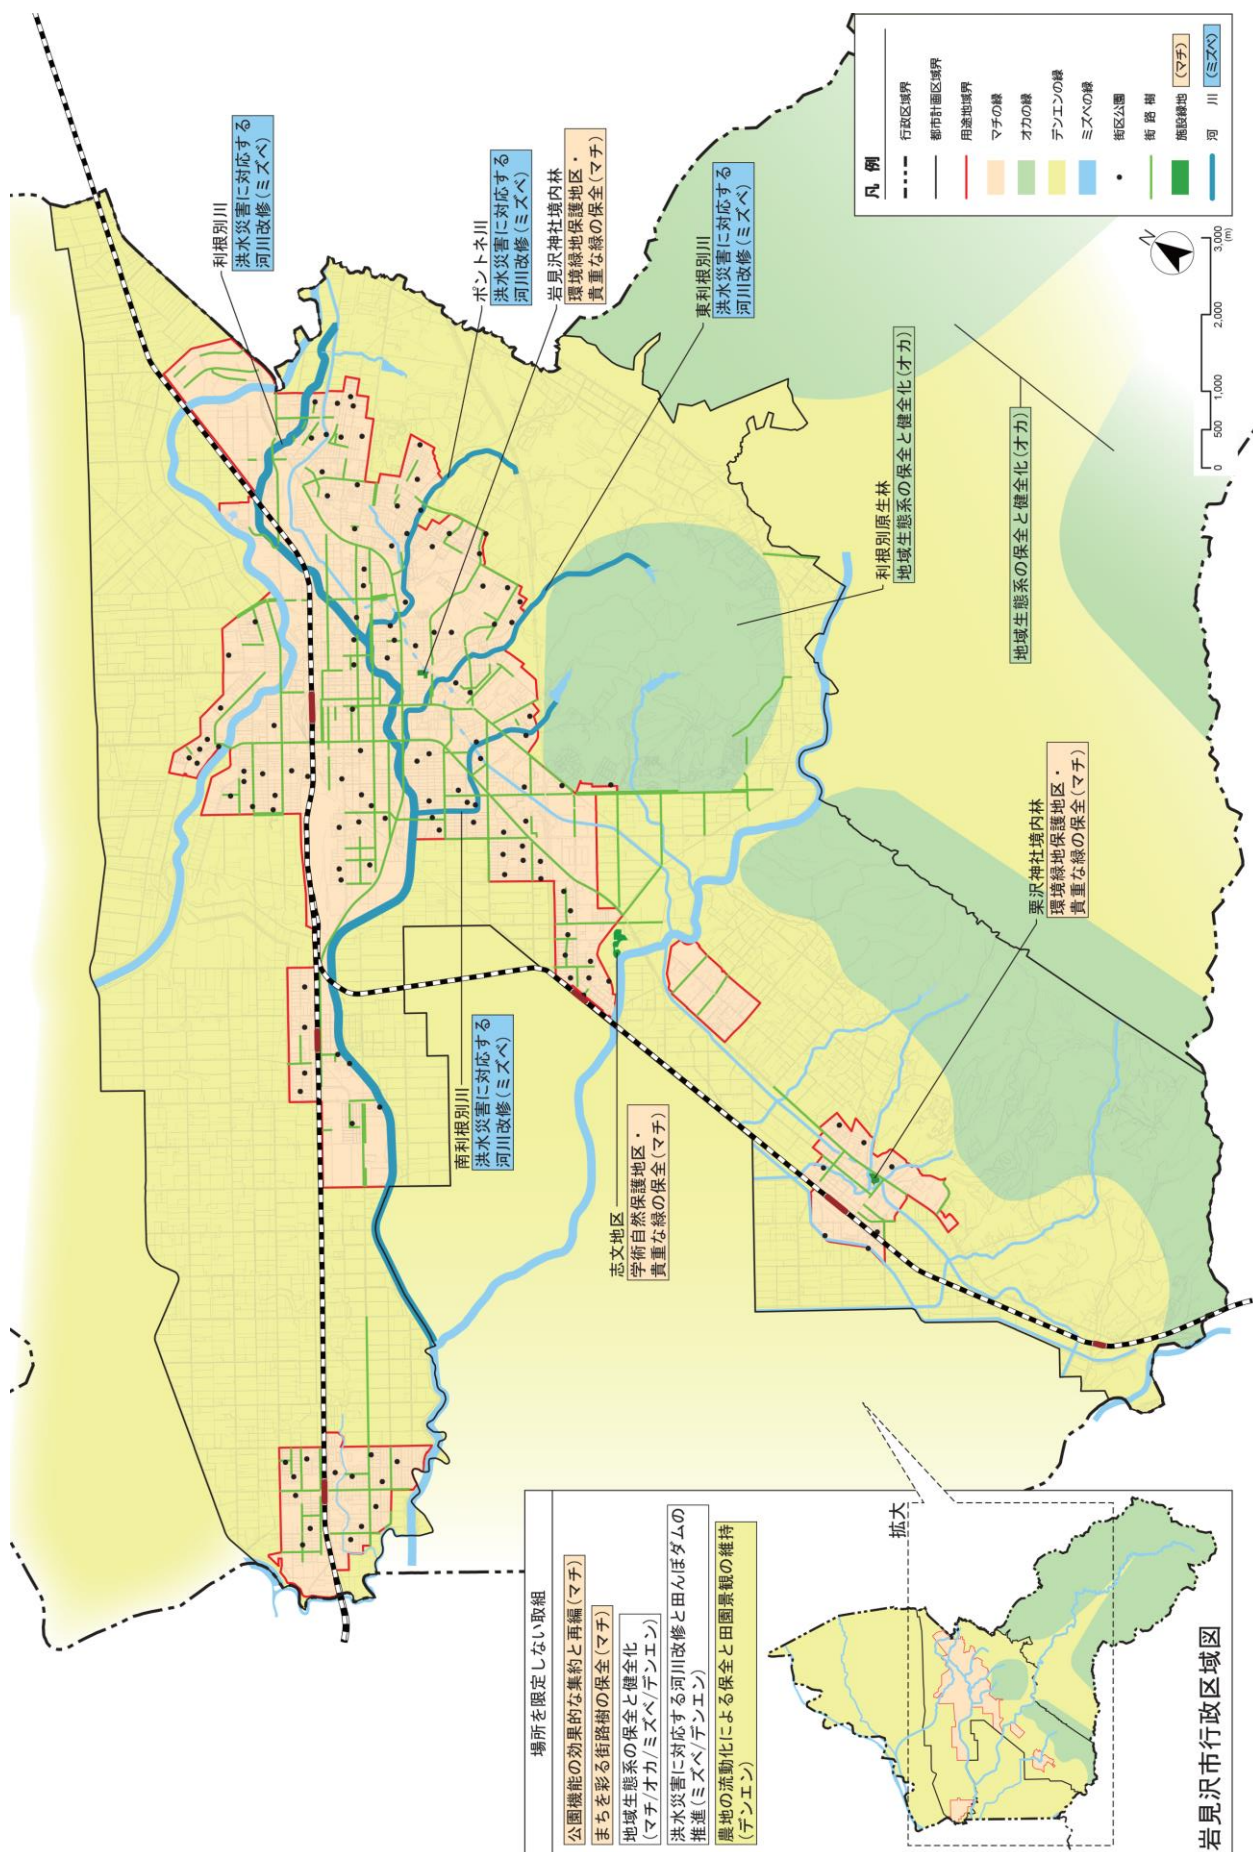 利根別川
洪水災害に対応する
河川改修(ミズベ)
ポントネ川
洪水災害に対応する
河川改修(ミズベ)
岩見沢神社境内林
環境緑地保護地区・
貴重な緑の保全(マチ)
東利根別川
洪水災害に対応する
河川改修(ミズベ)
利根別原生林
地域生態系の保全と健全化(オカ)
地域生態系の保全と健全化(オカ)
南利根別川
洪水災害に対応する
河川改修(ミズベ)
志文地区
学術自然保護地区・
貴重な緑の保全(マチ)
栗沢神社境内林
環境緑地保護地区・
貴重な緑の保全(マチ)
凡 例
行政区域界
都市計画区域界
用途地域界
マチの緑
オカの緑
デンエンの緑
ミズベの緑
街区公園
街 路 樹
施設緑地 (マチ)
河 川 (ミズベ)
N
0 500 1,000 2,000 3,000
(m)
場所を限定しない取組
公園機能の効果的な集約と再編(マチ)
まちを彩る街路樹の保全(マチ)
地域生態系の保全と健全化
(マチ/オカ/ミズベ/デンエン)
洪水災害に対応する河川改修と田んぼダムの
推進(ミズベ/デンエン)
農地の流動化による保全と田園景観の維持
(デンエン)
拡大
岩見沢市行政区域図